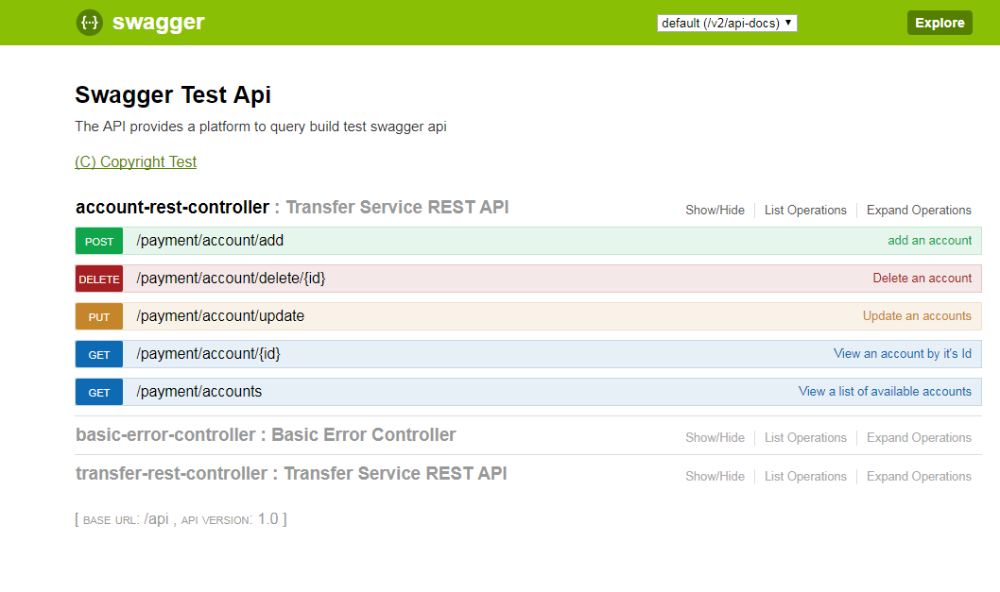 {···} swagger
default (/v2/api-docs) ▼
Explore
Swagger Test Api
The API provides a platform to query build test swagger api
(C) Copyright Test
account-rest-controller : Transfer Service REST API
Show/Hide
List Operations
Expand Operations
POST /payment/account/add add an account
DELETE /payment/account/delete/{id} Delete an account
PUT /payment/account/update Update an accounts
GET /payment/account/{id} View an account by it's Id
GET /payment/accounts View a list of available accounts
basic-error-controller : Basic Error Controller
Show/Hide
List Operations
Expand Operations
transfer-rest-controller : Transfer Service REST API
Show/Hide
List Operations
Expand Operations
[ BASE URL: /api , API VERSION: 1.0 ]